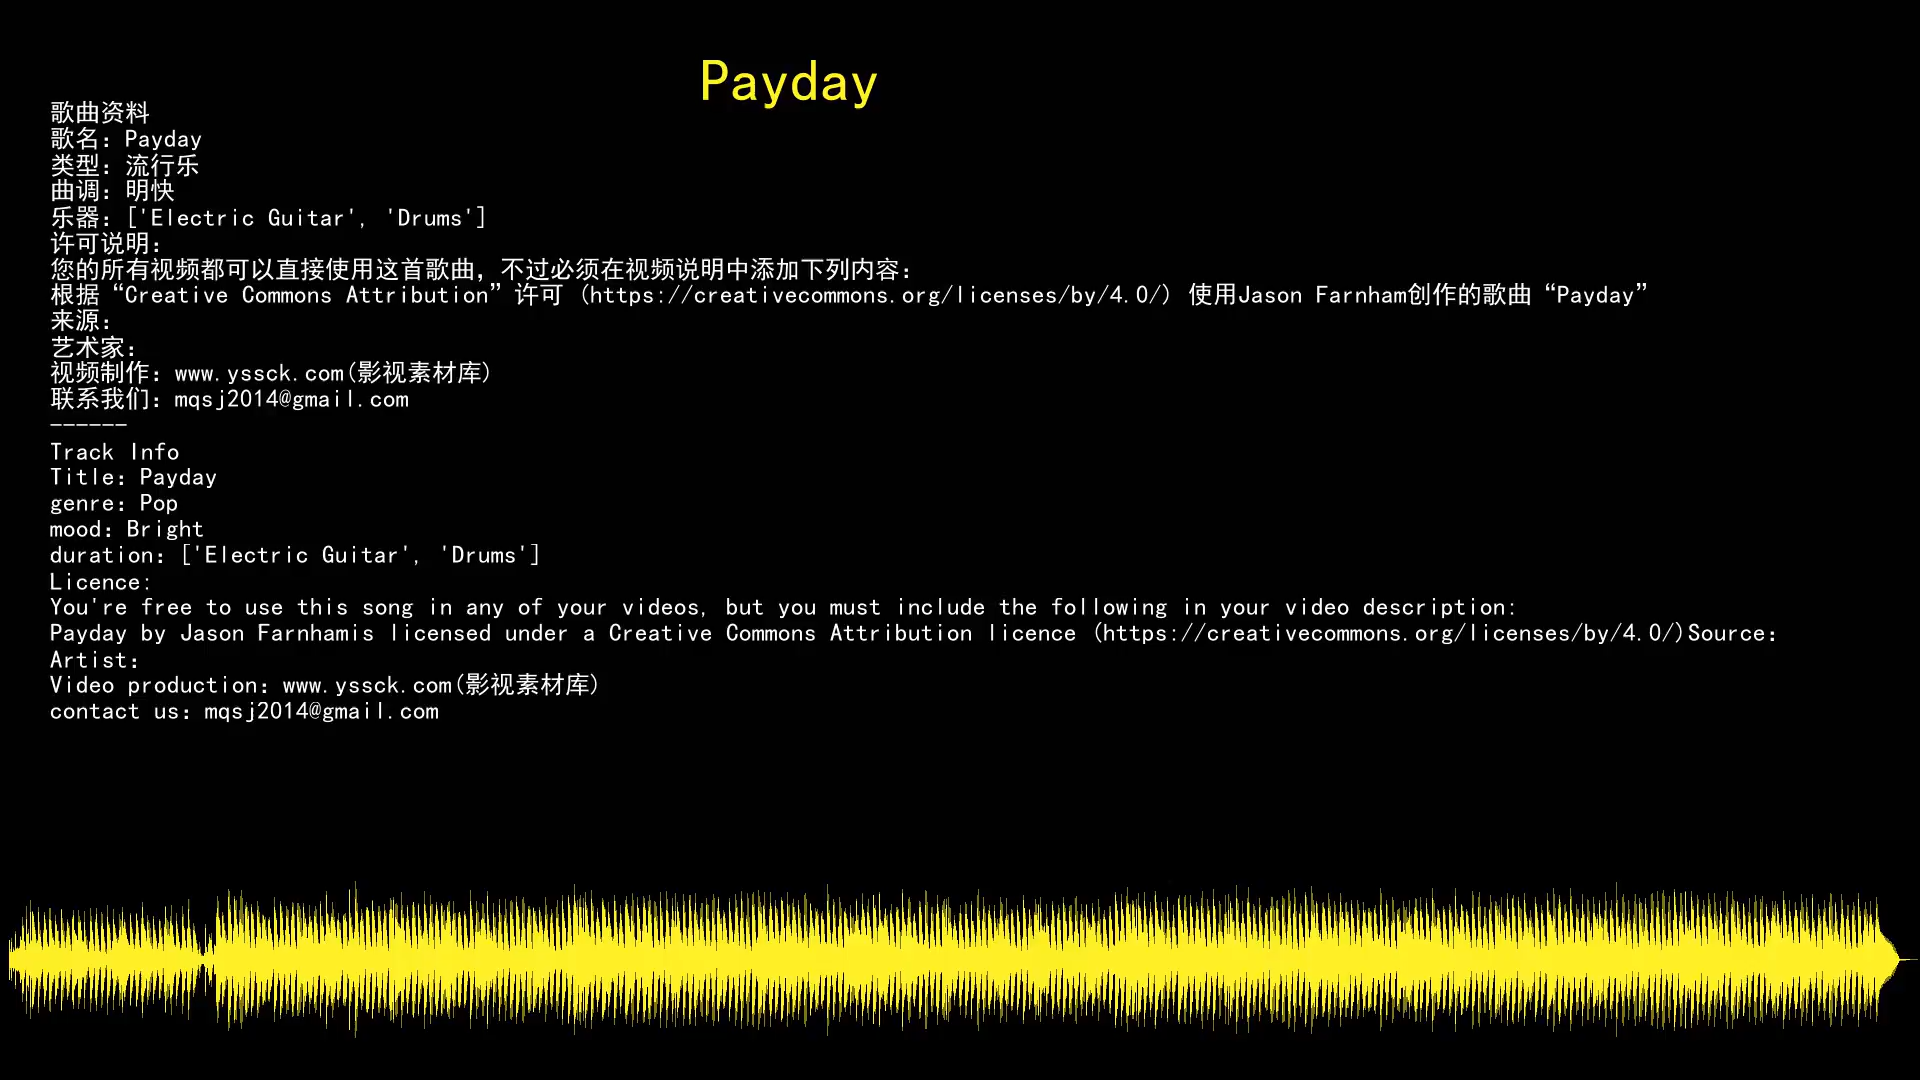 Payday
歌曲资料
歌名：Payday
类型：流行乐
曲调：明快
乐器：['Electric Guitar', 'Drums']
许可说明：
您的所有视频都可以直接使用这首歌曲，不过必须在视频说明中添加下列内容：
根据“Creative Commons Attribution”许可 (https://creativecommons.org/licenses/by/4.0/) 使用Jason Farnham创作的歌曲“Payday”
来源：
艺术家：
视频制作：www.yssck.com(影视素材库)
联系我们：mqsj2014@gmail.com
------
Track Info
Title：Payday
genre：Pop
mood：Bright
duration：['Electric Guitar', 'Drums']
Licence:
You're free to use this song in any of your videos, but you must include the following in your video description:
Payday by Jason Farnhamis licensed under a Creative Commons Attribution licence (https://creativecommons.org/licenses/by/4.0/)Source：
Artist：
Video production：www.yssck.com(影视素材库)
contact us：mqsj2014@gmail.com